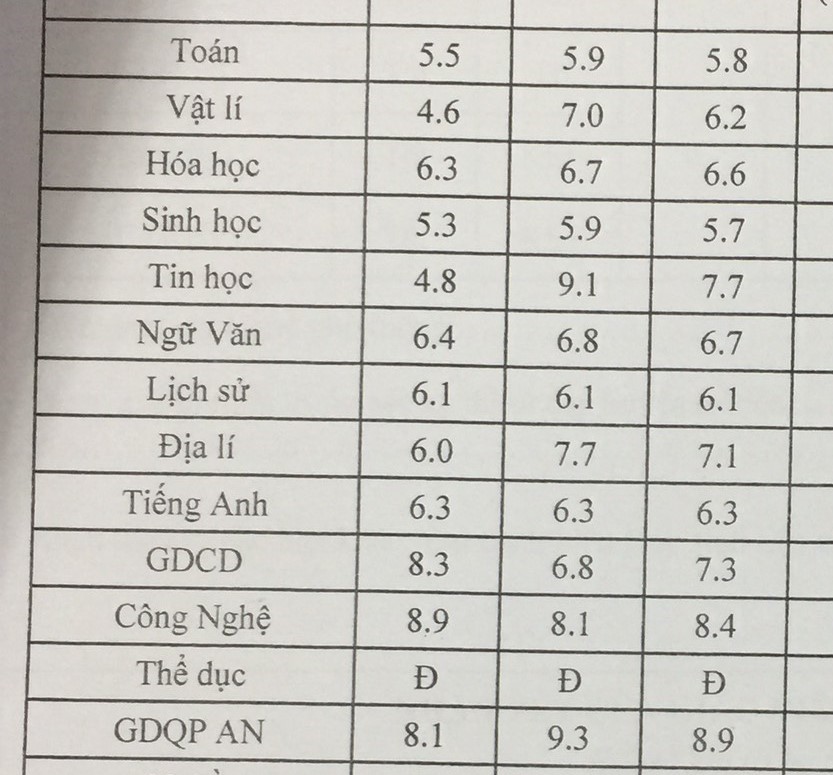 Toán 5.5 5.9 5.8
Vật lí 4.6 7.0 6.2
Hóa học 6.3 6.7 6.6
Sinh học 5.3 5.9 5.7
Tin học 4.8 9.1 7.7
Ngữ Văn 6.4 6.8 6.7
Lịch sử 6.1 6.1 6.1
Địa lí 6.0 7.7 7.1
Tiếng Anh 6.3 6.3 6.3
GDCD 8.3 6.8 7.3
Công Nghệ 8.9 8.1 8.4
Thể dục Đ Đ Đ
GDQP AN 8.1 9.3 8.9